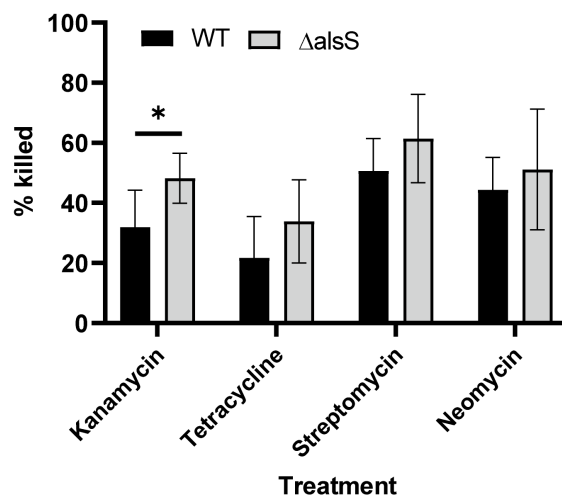 100
80
60
40
20
0
% killed
WT ΔalsS
*
Kanamycin
Tetracycline
Streptomycin
Neomycin
Treatment